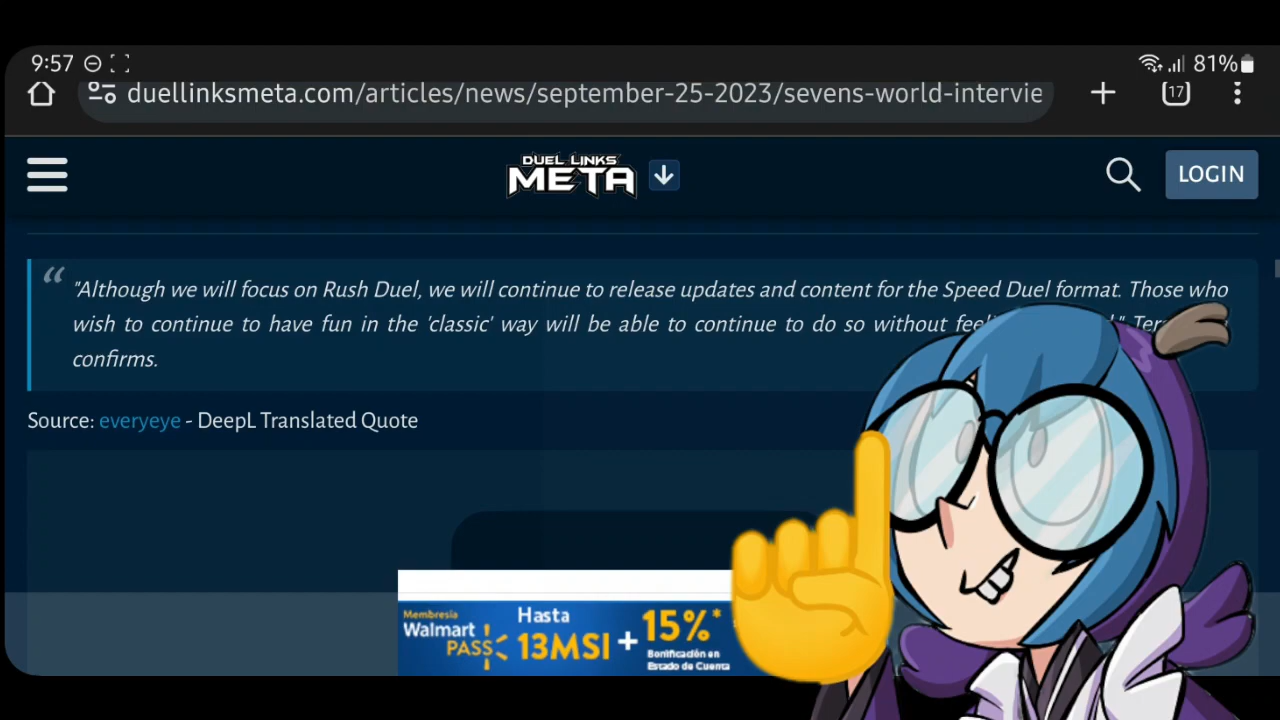 9:57 81%
duellinksmeta.com/articles/news/september-25-2023/sevens-world-intervie 17
DUEL LINKS
META LOGIN
"Although we will focus on Rush Duel, we will continue to release updates and content for the Speed Duel format. Those who
wish to continue to have fun in the 'classic' way will be able to continue to do so without
confirms.
Source: everyeye - DeepL Translated Quote
Membresía
Walmart
PASS
Hasta
13MSI + 15%*
Bonificación en
Estado de Cuenta